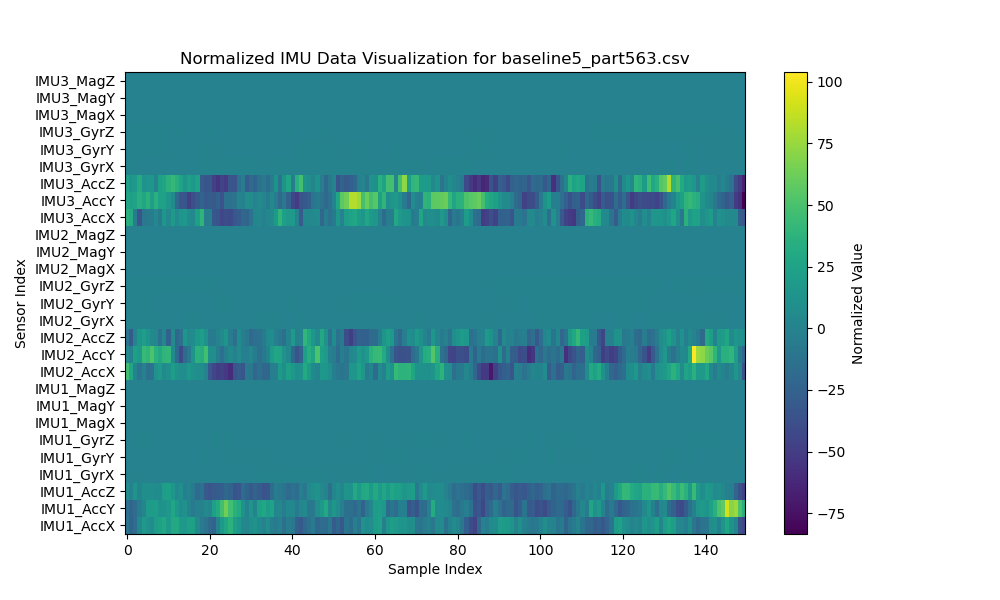 Normalized IMU Data Visualization for baseline5_part563.csv
IMU3_MagZ
IMU3_MagY
IMU3_MagX
IMU3_GyrZ
IMU3_GyrY
IMU3_GyrX
IMU3_AccZ
IMU3_AccY
IMU3_AccX
IMU2_MagZ
IMU2_MagY
IMU2_MagX
IMU2_GyrZ
IMU2_GyrY
IMU2_GyrX
IMU2_AccZ
IMU2_AccY
IMU2_AccX
IMU1_MagZ
IMU1_MagY
IMU1_MagX
IMU1_GyrZ
IMU1_GyrY
IMU1_GyrX
IMU1_AccZ
IMU1_AccY
IMU1_AccX
Sensor Index
0 20 40 60 80 100 120 140
Sample Index
100
75
50
25
0
−25
−50
−75
Normalized Value